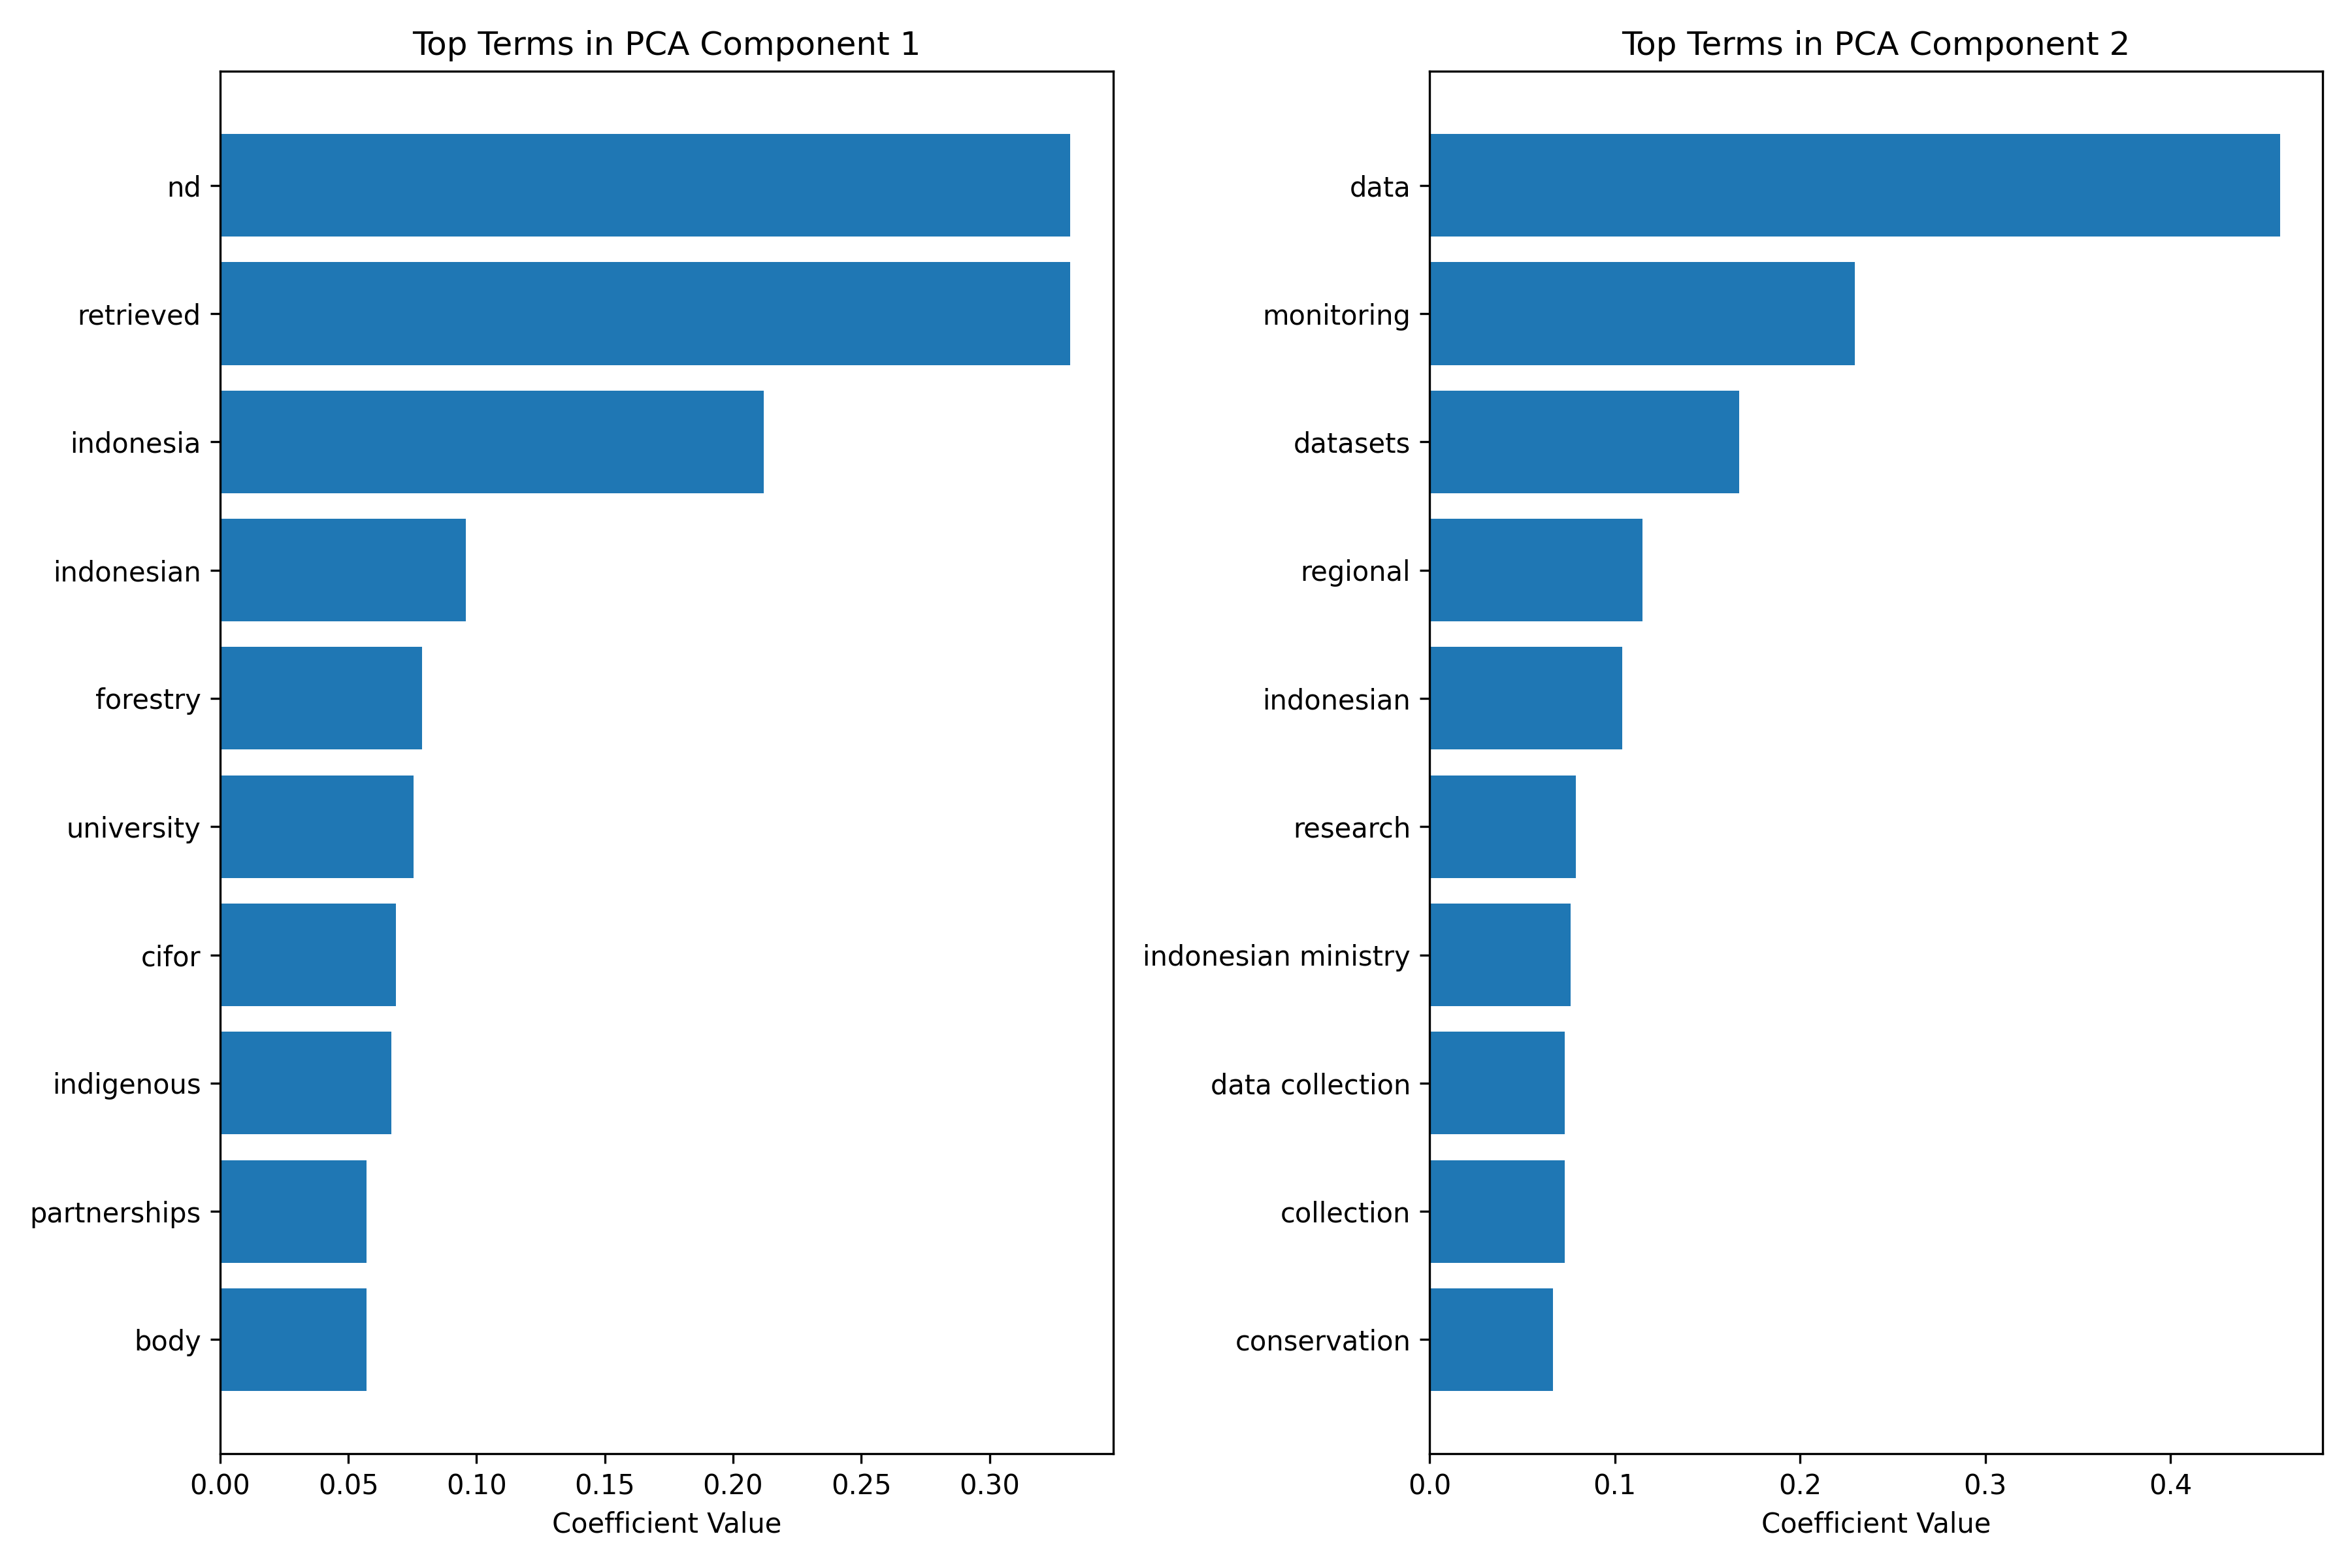 Top Terms in PCA Component 1
nd
retrieved
indonesia
indonesian
forestry
university
cifor
indigenous
partnerships
body
0.00 0.05 0.10 0.15 0.20 0.25 0.30
Coefficient Value
Top Terms in PCA Component 2
data
monitoring
datasets
regional
indonesian
research
indonesian ministry
data collection
collection
conservation
0.0 0.1 0.2 0.3 0.4
Coefficient Value